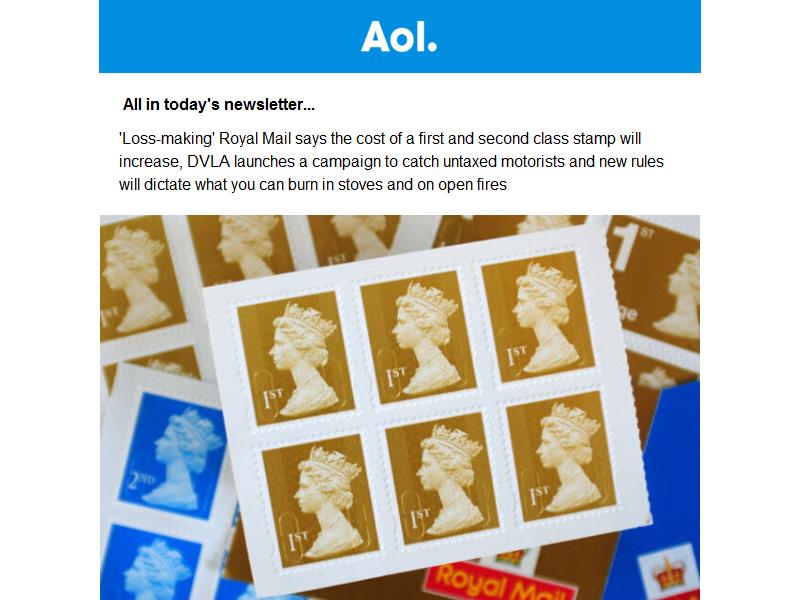 Aol.
All in today's newsletter...
'Loss-making' Royal Mail says the cost of a first and second class stamp will
increase, DVLA launches a campaign to catch untaxed motorists and new rules
will dictate what you can burn in stoves and on open fires
1ST
1ST
ge
1ST
1ST
1ST
1ST
2ND
1ST
1ST
1ST
Royal Mail